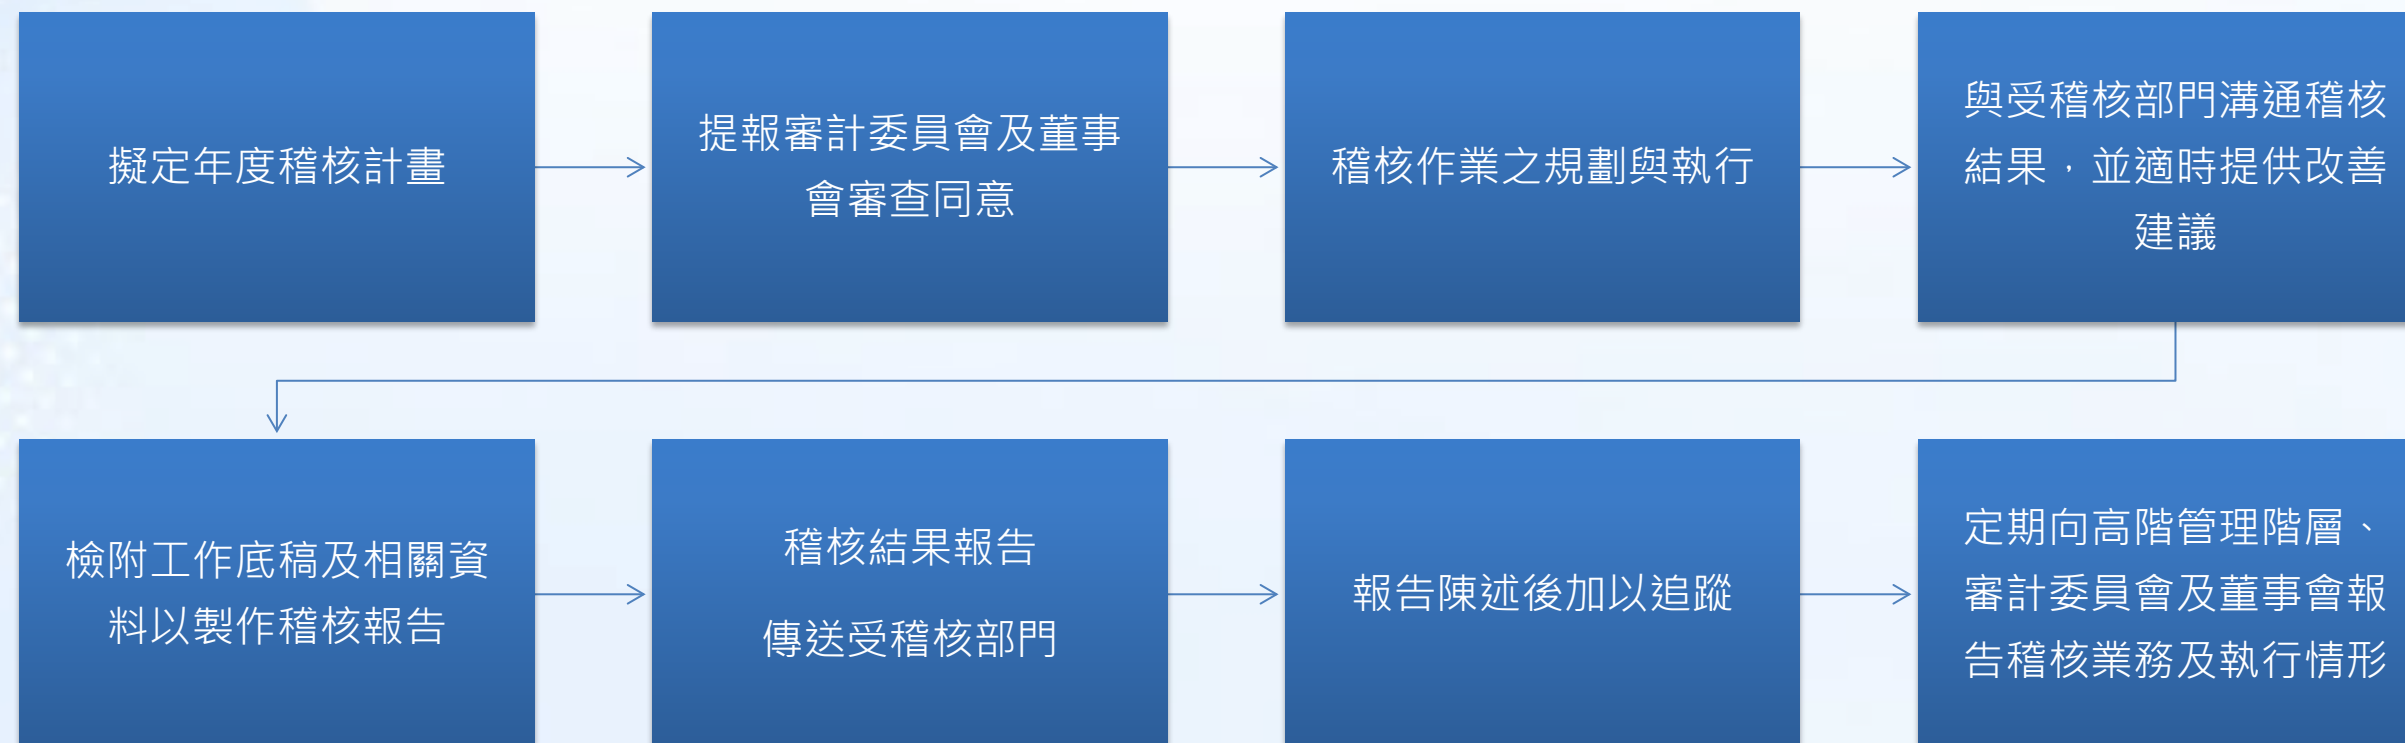 擬定年度稽核計畫
提報審計委員會及董事
會審查同意
稽核作業之規劃與執行
與受稽核部門溝通稽核
結果，並適時提供改善
建議
檢附工作底稿及相關資
料以製作稽核報告
稽核結果報告
傳送受稽核部門
報告陳述後加以追蹤
定期向高階管理階層、
審計委員會及董事會報
告稽核業務及執行情形